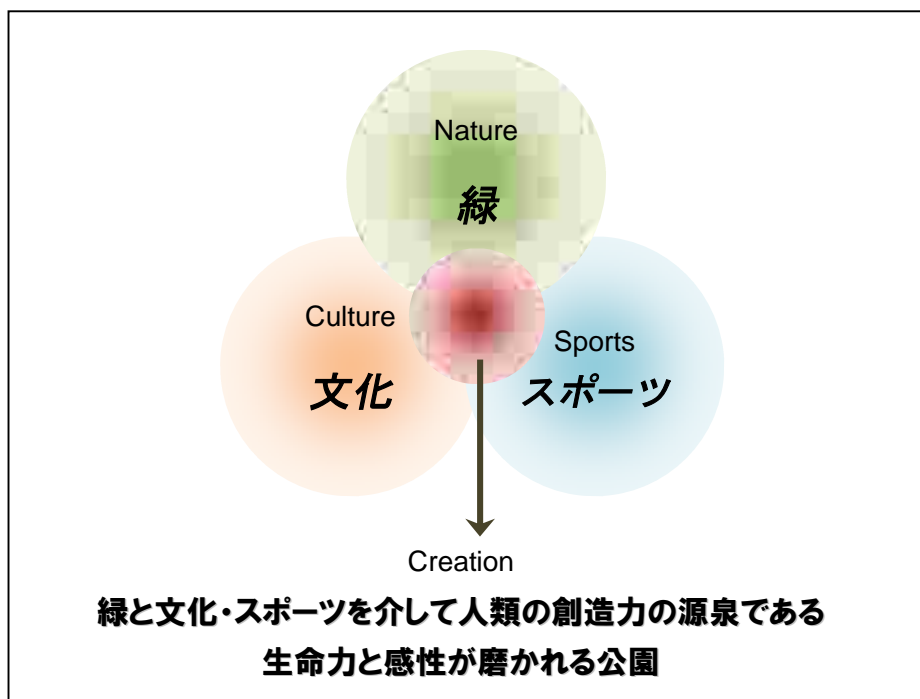 Nature
緑
Culture
文化
Sports
スポーツ
Creation
緑と文化・スポーツを介して人類の創造力の源泉である
生命力と感性が磨かれる公園